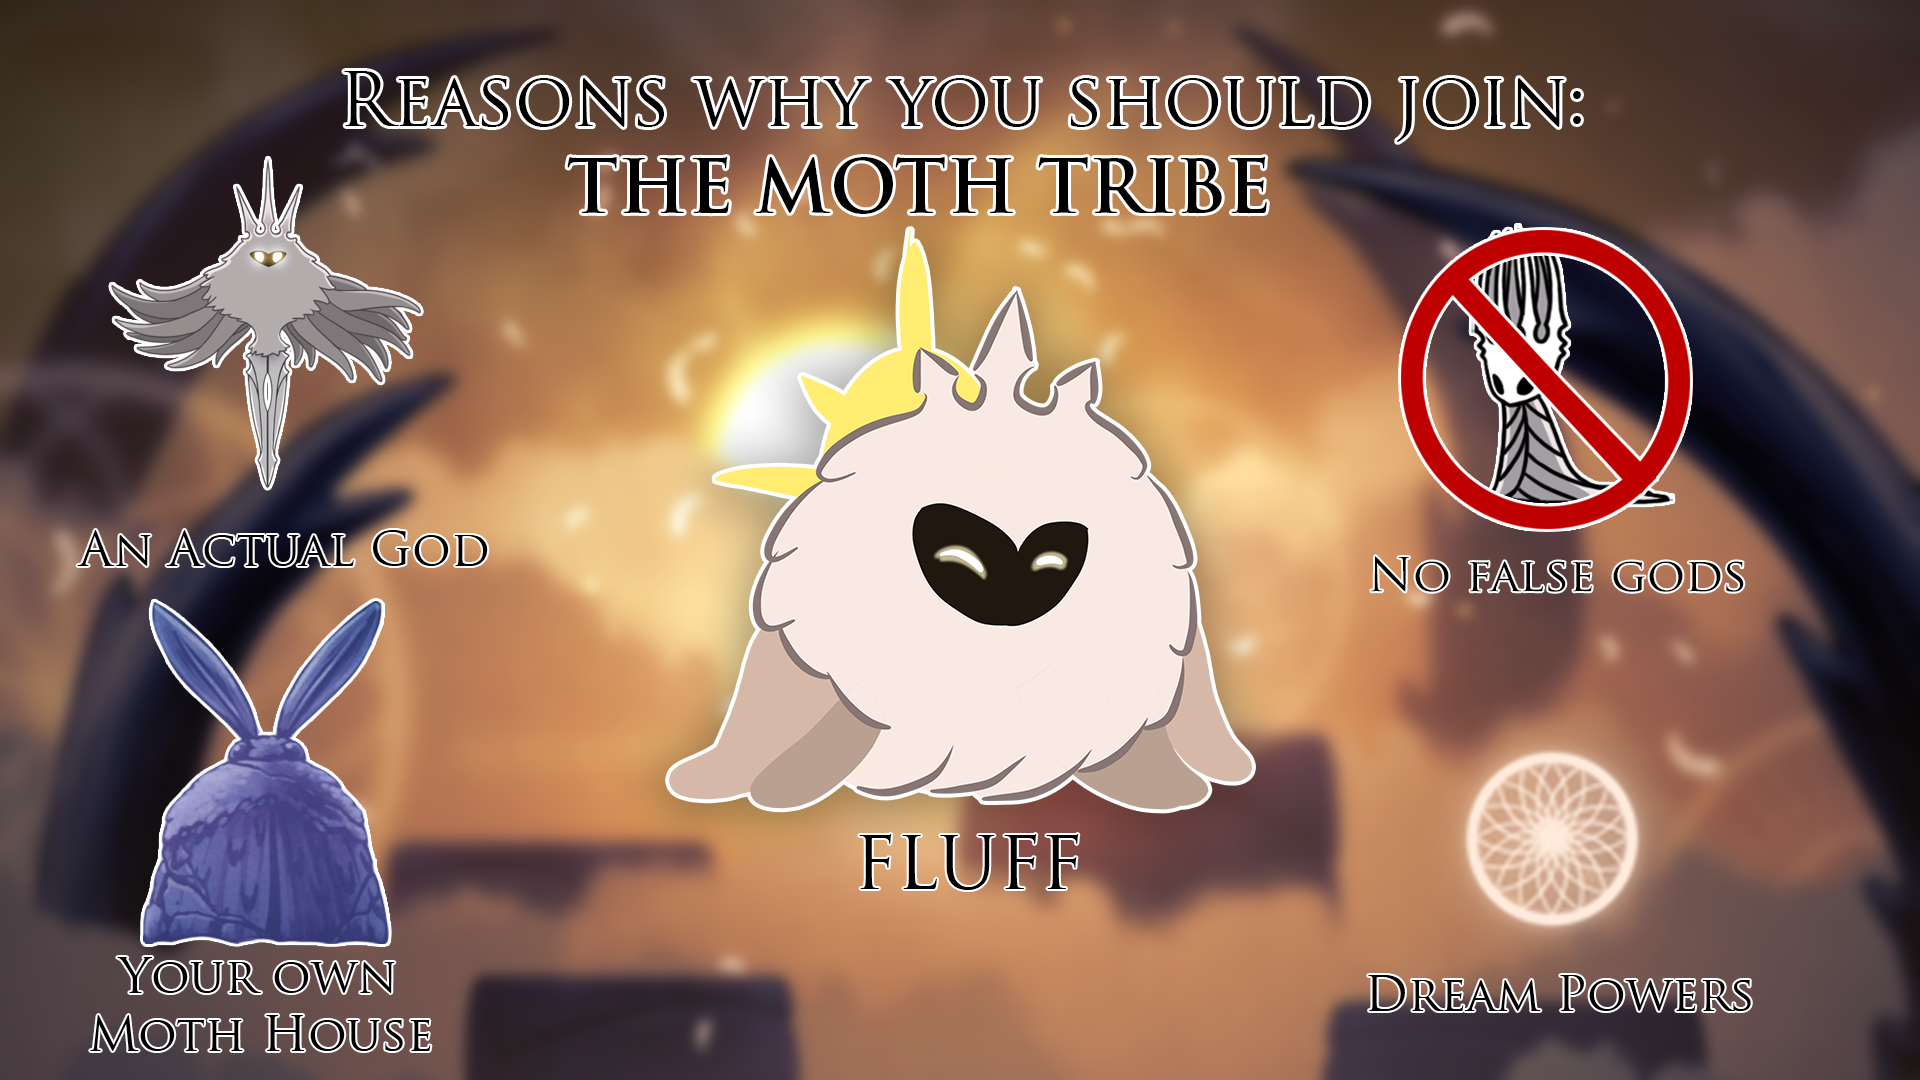 Reasons why you should join:
THE MOTH TRIBE
An Actual God
No false gods
FLUFF
Your own
Moth House
Dream Powers